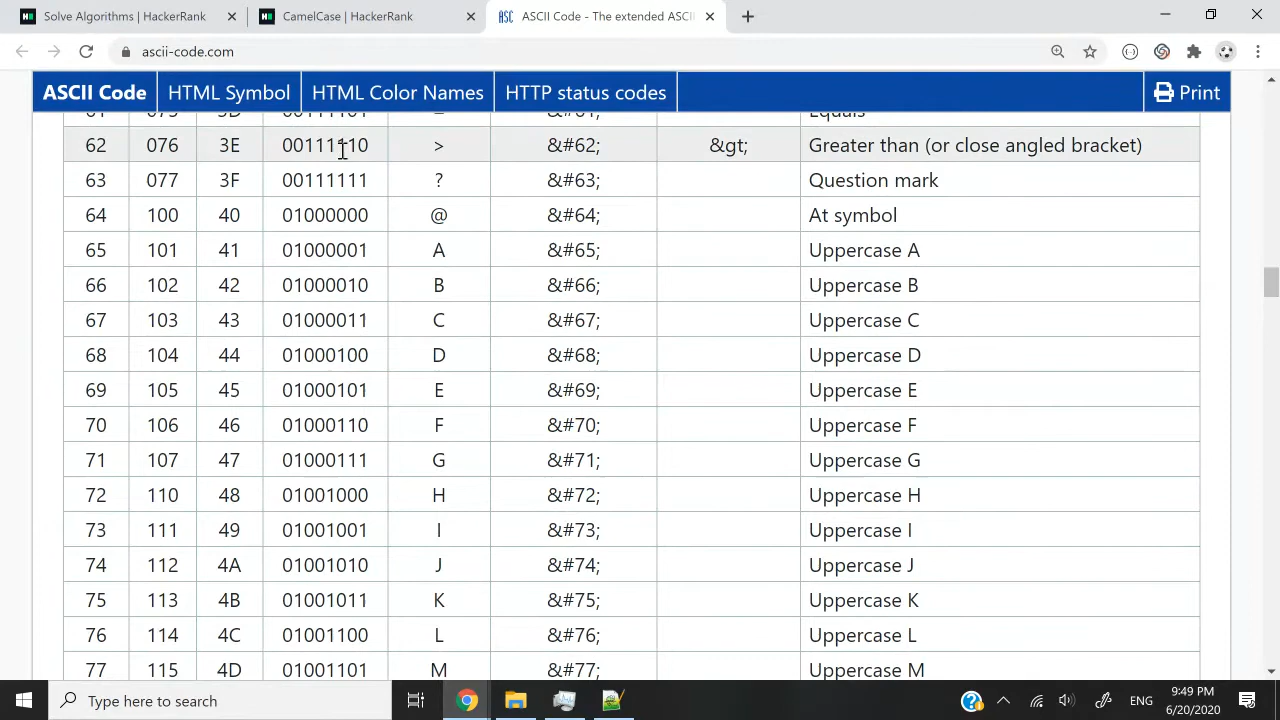 Solve Algorithms | HackerRank
CamelCase | HackerRank
ASC ASCII Code - The extended ASCII
ascii-code.com
ASCII Code HTML Symbol HTML Color Names HTTP status codes Print
61 075 3D 00111101 = &#61; Equals
62 076 3E 00111110 > &#62; &gt; Greater than (or close angled bracket)
63 077 3F 00111111 ? &#63; Question mark
64 100 40 01000000 @ &#64; At symbol
65 101 41 01000001 A &#65; Uppercase A
66 102 42 01000010 B &#66; Uppercase B
67 103 43 01000011 C &#67; Uppercase C
68 104 44 01000100 D &#68; Uppercase D
69 105 45 01000101 E &#69; Uppercase E
70 106 46 01000110 F &#70; Uppercase F
71 107 47 01000111 G &#71; Uppercase G
72 110 48 01001000 H &#72; Uppercase H
73 111 49 01001001 I &#73; Uppercase I
74 112 4A 01001010 J &#74; Uppercase J
75 113 4B 01001011 K &#75; Uppercase K
76 114 4C 01001100 L &#76; Uppercase L
77 115 4D 01001101 M &#77; Uppercase M
Type here to search
ENG
9:49 PM
6/20/2020